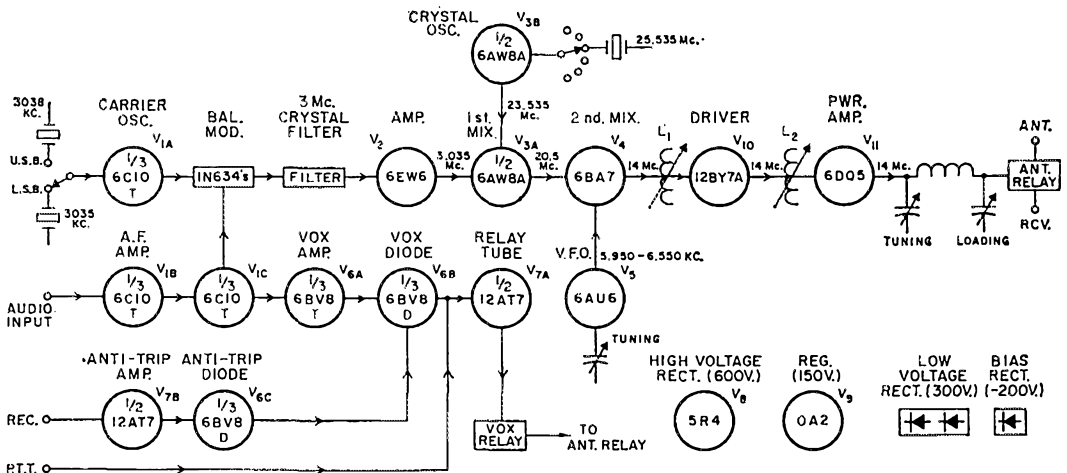 CRYSTAL
OSC.
V3B
1/2
6AW8A
25,535 Mc.
23,535
Mc.
3038
KC.
U.S.B.
L.S.B.
3035
KC.
CARRIER
OSC.
V1A
1/3
6C10
T
BAL.
MOD.
1N634's
3 Mc.
CRYSTAL
FILTER
FILTER
AMP.
V2
6EW6
3,035
Mc.
1st.
MIX.
V3A
1/2
6AW8A
20.5
Mc.
2nd. MIX.
V4
6BA7
14 Mc.
L1
DRIVER
V10
12BY7A
14 Mc.
L2
PWR.
AMP.
V11
6DQ5
14 Mc.
TUNING
LOADING
ANT.
ANT.
RELAY
RCV.
A.F.
AMP.
V1B
1/3
6C10
T
AUDIO
INPUT
V1C
1/3
6C10
T
VOX
AMP.
V6A
1/3
6BV8
T
VOX
DIODE
V6B
1/3
6BV8
D
RELAY
TUBE
V7A
1/2
12AT7
V.F.O.
5,950-6,550 KC.
V5
6AU6
TUNING
ANTI-TRIP
AMP.
V7B
1/2
12AT7
REC.
ANTI-TRIP
DIODE
V6C
1/3
6BV8
D
VOX
RELAY
TO
ANT. RELAY
P.T.T.
HIGH VOLTAGE
RECT. (600V.)
V8
5R4
REG.
(150V.)
V9
OA2
LOW
VOLTAGE
RECT. (300V.)
BIAS
RECT.
(-200V.)